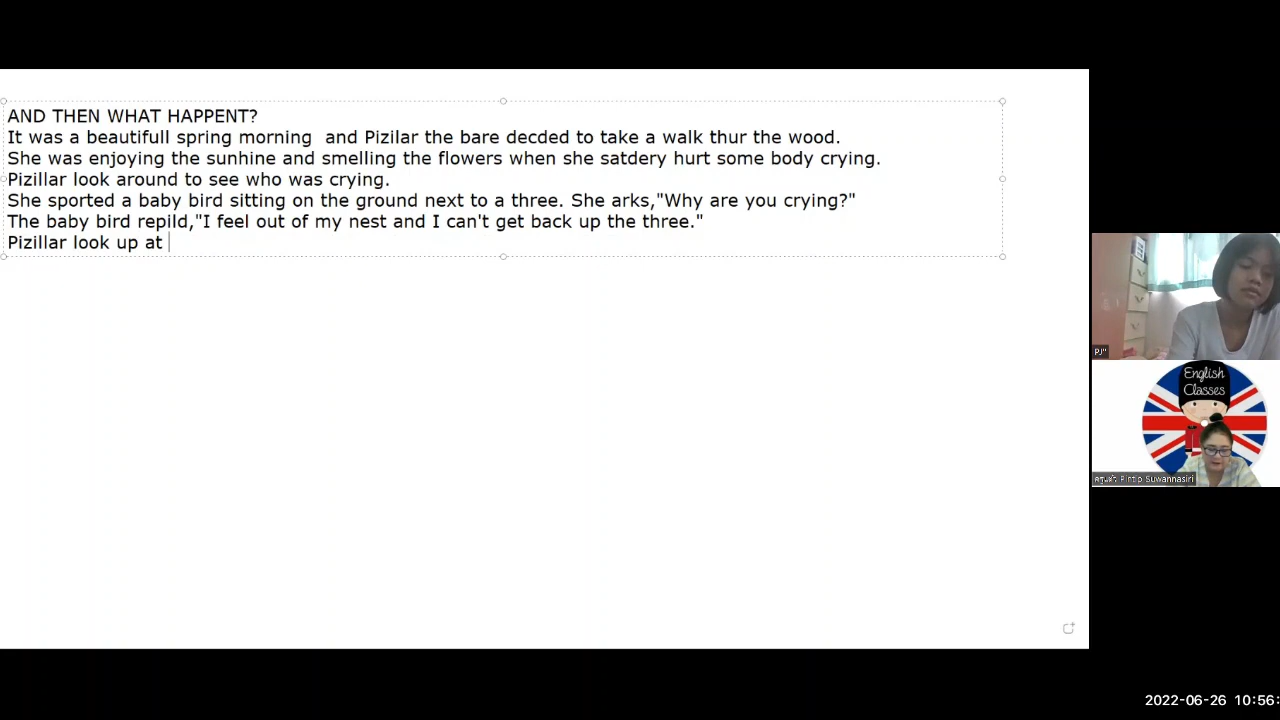 AND THEN WHAT HAPPENT?
It was a beautifull spring morning  and Pizilar the bare decded to take a walk thur the wood.
She was enjoying the sunhine and smelling the flowers when she satdery hurt some body crying.
Pizillar look around to see who was crying.
She sported a baby bird sitting on the ground next to a three. She arks,"Why are you crying?"
The baby bird repild,"I feel out of my nest and I can't get back up the three."
Pizillar look up at
PJ"
English
Classes
Pintip Suwannasiri
2022-06-26 10:56: